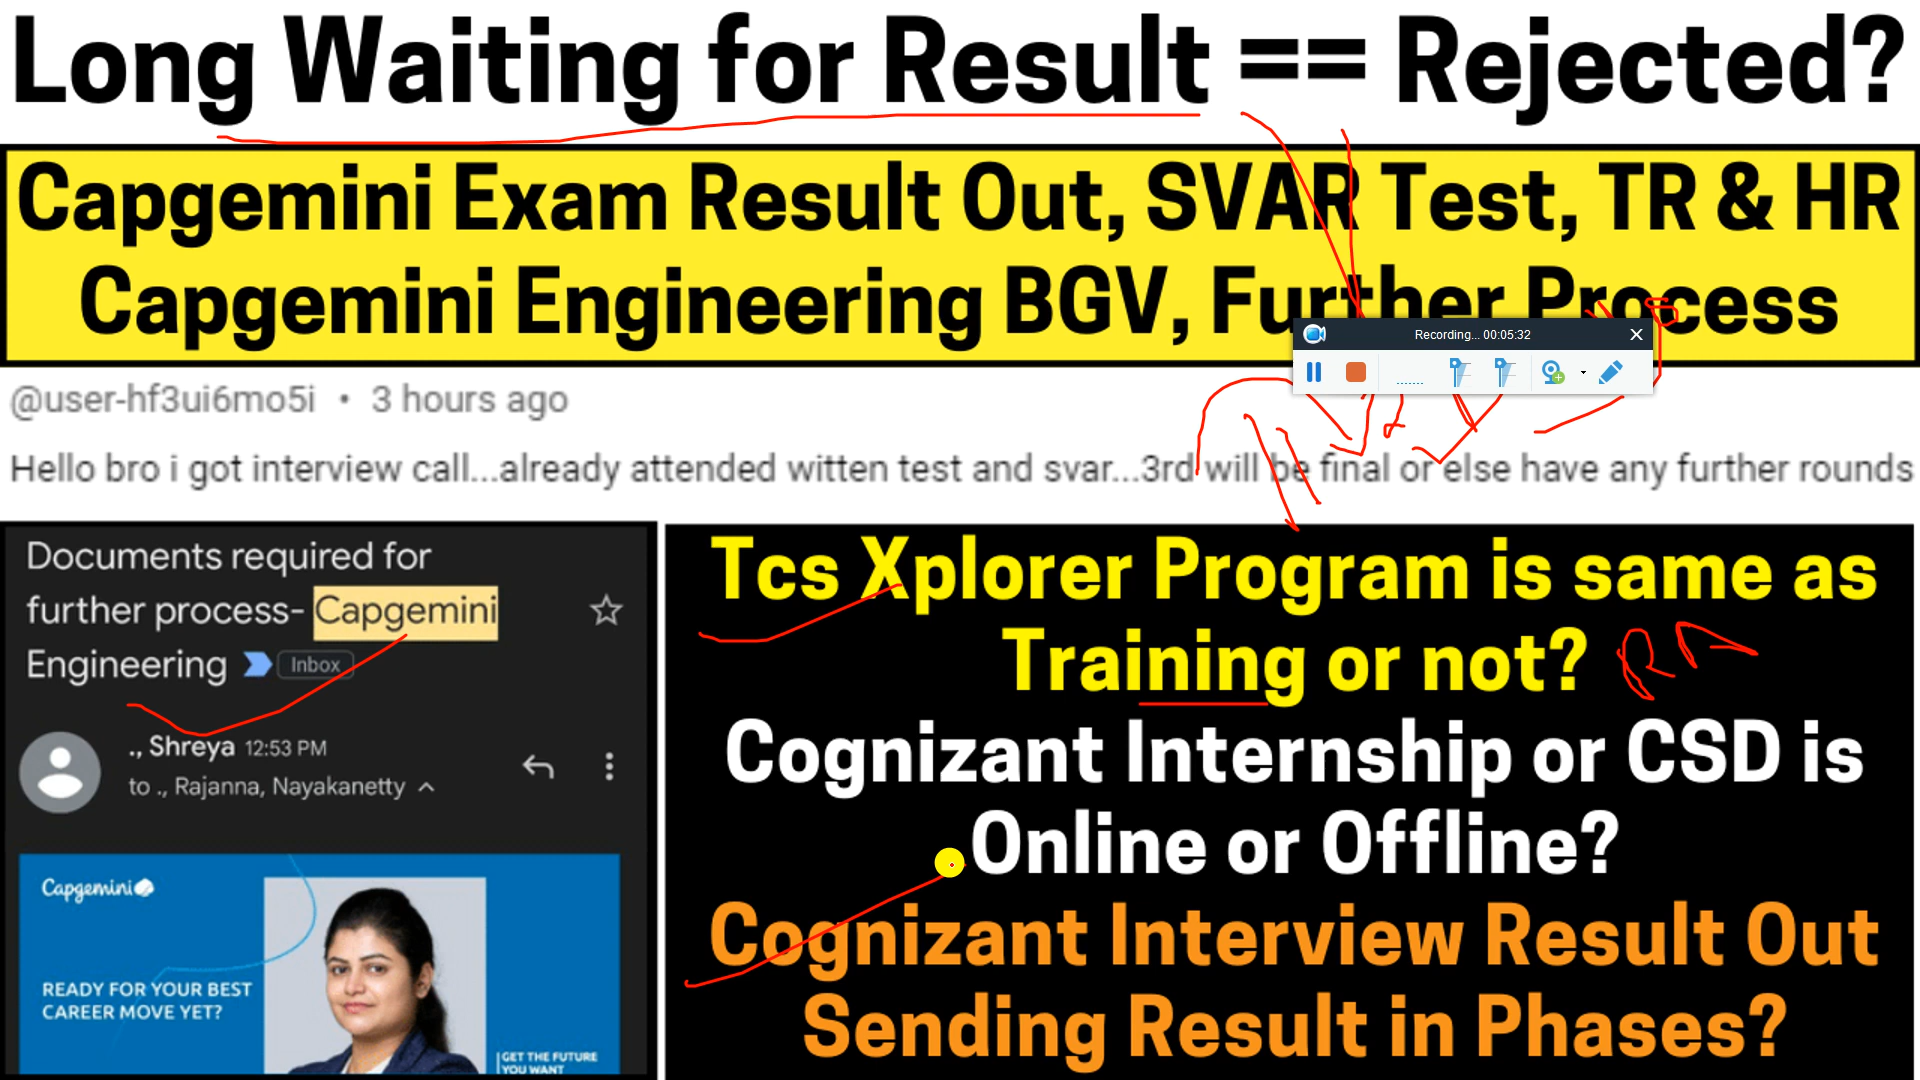 Long Waiting for Result == Rejected?
Capgemini Exam Result Out, SVAR Test, TR & HR
Capgemini Engineering BGV, Further Process
Recording... 00:05:32
@user-hf3ui6mo5i • 3 hours ago
Hello bro i got interview call...already attended witten test and svar...3rd will be final or else have any further rounds
Documents required for
further process- Capgemini
Engineering Inbox
., Shreya 12:53 PM
to ., Rajanna, Nayakanetty
Capgemini
READY FOR YOUR BEST
CAREER MOVE YET?
GET THE FUTURE
YOU WANT
Tcs Xplorer Program is same as
Training or not?
Cognizant Internship or CSD is
Online or Offline?
Cognizant Interview Result Out
Sending Result in Phases?